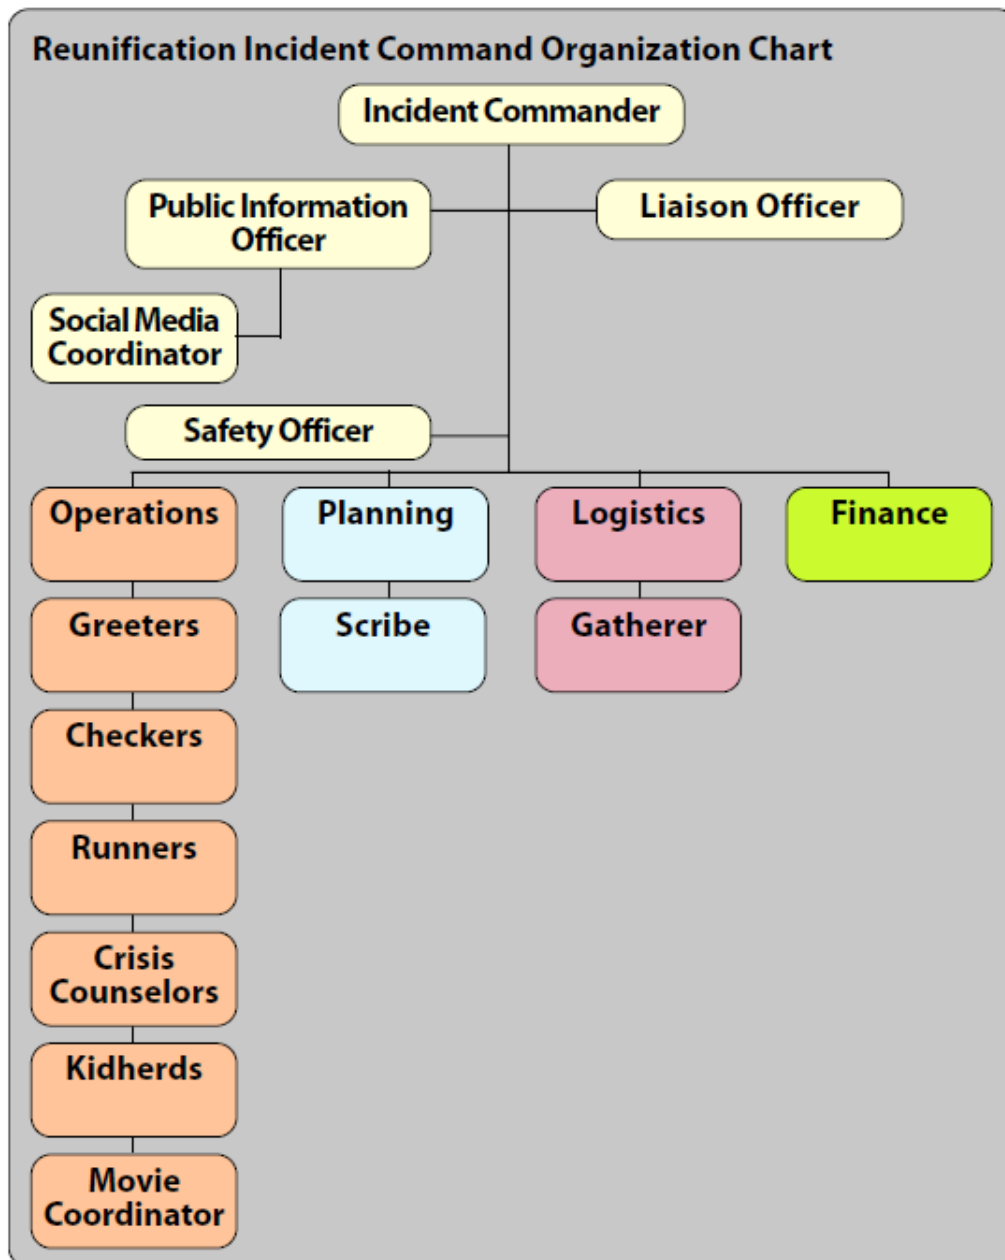 Reunification Incident Command Organization Chart
Incident Commander
Public Information
Officer
Liaison Officer
Social Media
Coordinator
Safety Officer
Operations
Planning
Logistics
Finance
Greeters
Scribe
Gatherer
Checkers
Runners
Crisis
Counselors
Kidherds
Movie
Coordinator